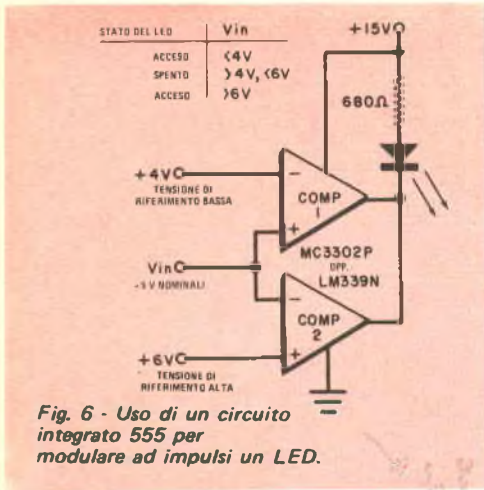 STATO DEL LED Vin
ACCESO <4V
SPENTO >4V, <6V
ACCESO >6V
+15V
680Ω
+4V
TENSIONE DI
RIFERIMENTO BASSA
-
COMP
1
+
MC3302P
OPP.
LM339N
Vin
-5V NOMINALI
-
COMP
2
+
+6V
TENSIONE DI
RIFERIMENTO ALTA
Fig. 6 - Uso di un circuito
integrato 555 per
modulare ad impulsi un LED.